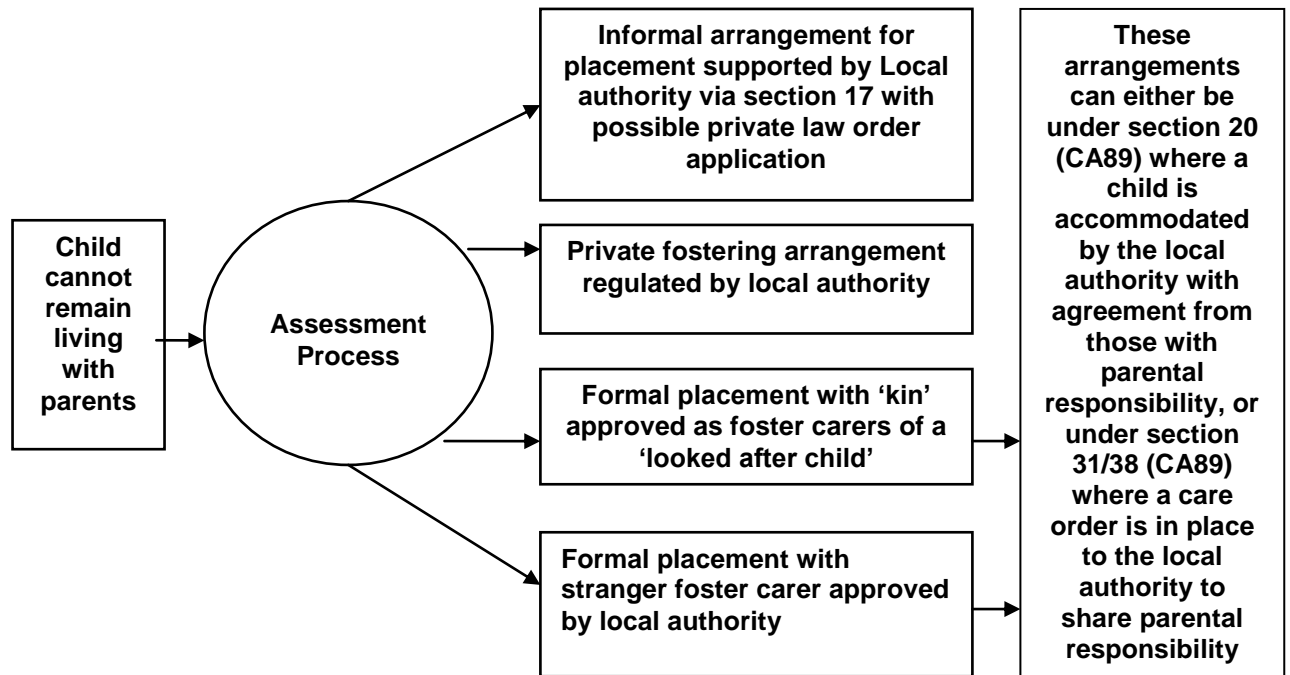 Child
cannot
remain
living
with
parents
Assessment
Process
Informal arrangement for
placement supported by Local
authority via section 17 with
possible private law order
application
Private fostering arrangement
regulated by local authority
Formal placement with ‘kin’
approved as foster carers of a
‘looked after child’
Formal placement with
stranger foster carer approved
by local authority
These
arrangements
can either be
under section 20
(CA89) where a
child is
accommodated
by the local
authority with
agreement from
those with
parental
responsibility, or
under section
31/38 (CA89)
where a care
order is in place
to the local
authority to
share parental
responsibility